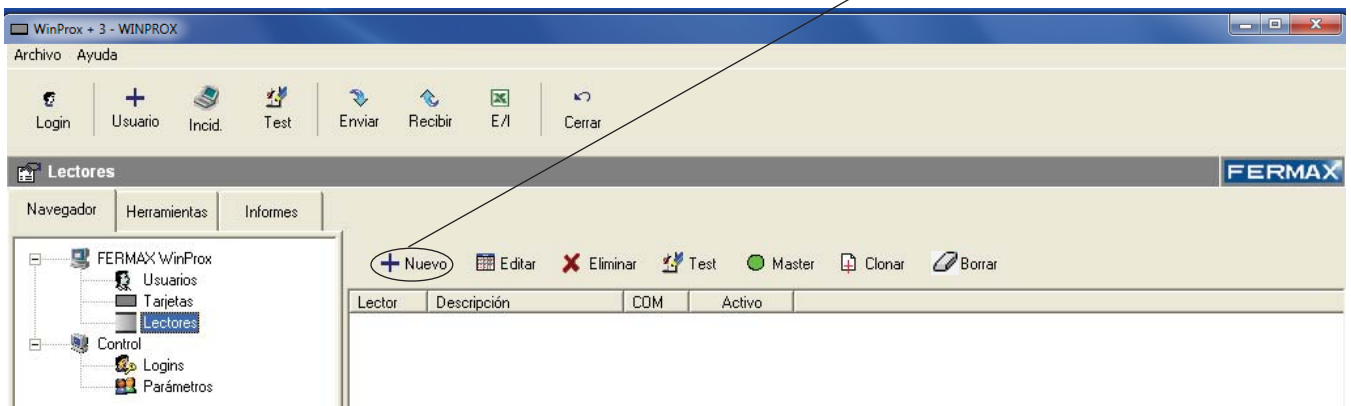 WinProx + 3 - WINPROX
Archivo Ayuda
Login Usuario Incid. Test Enviar Recibir E/I Cerrar
Lectores FERMAX
Navegador Herramientas Informes
+ Nuevo Editar Eliminar Test Master Clonar Borrar
FERMAX WinProx
Usuarios
Tarjetas
Lectores
Control
Logins
Parámetros
Lector Descripción COM Activo